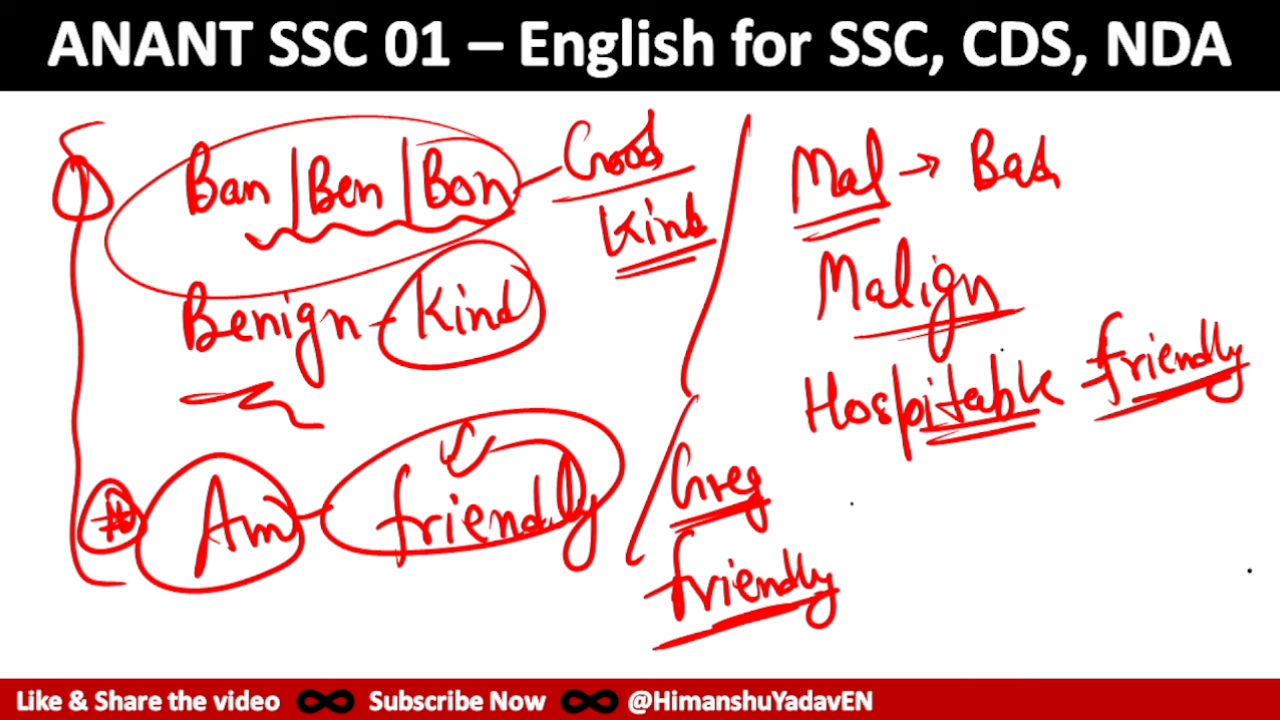 ANANT SSC 01 – English for SSC, CDS, NDA
Ban | Ben | Bon – Good
Kind
Benign – Kind
# Am – friendly
Greg
friendly
Mal → Bad
Malign
Hospitable friendly
Like & Share the video Subscribe Now @HimanshuYadavEN